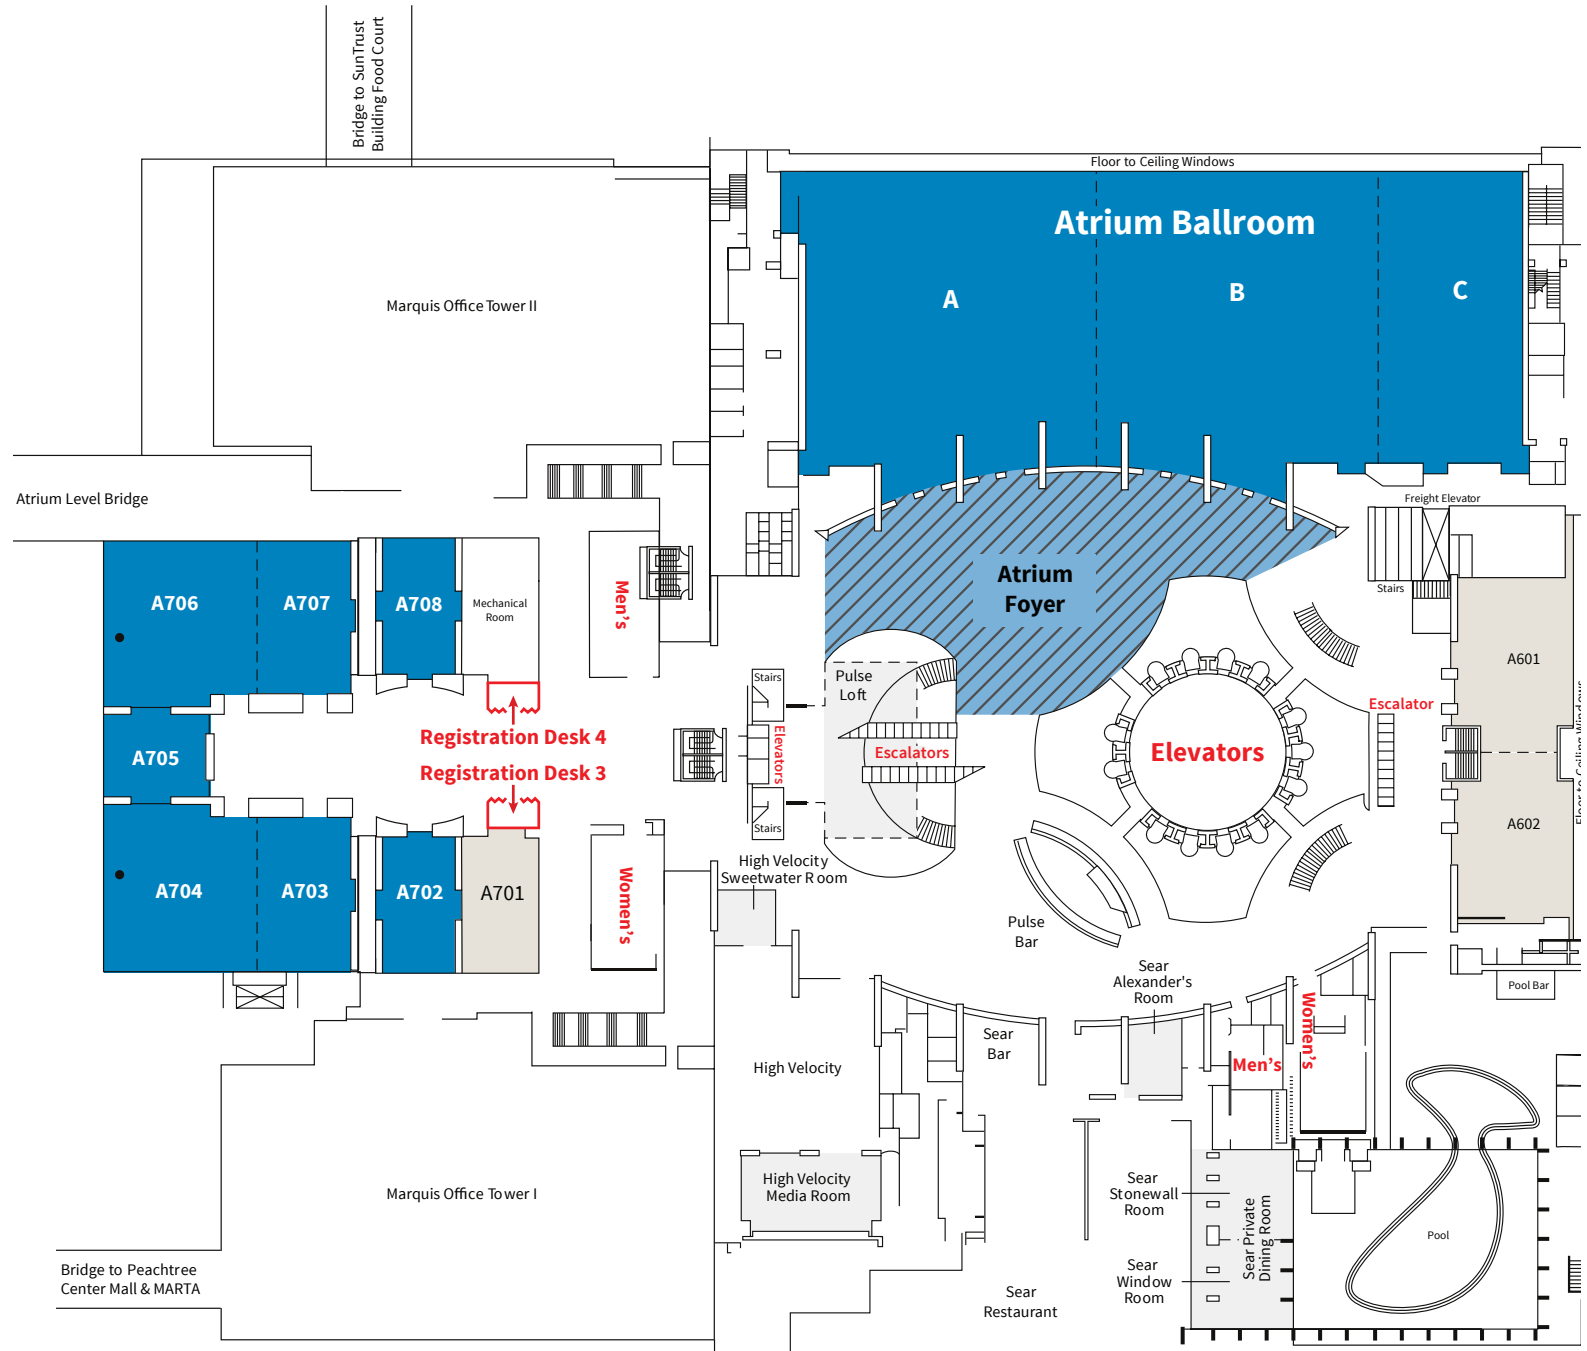 Bridge to SunTrust
Building Food Court
Floor to Ceiling Windows
Atrium Ballroom
A
B
C
Marquis Office Tower II
Atrium Level Bridge
Freight Elevator
Atrium
Foyer
Stairs
A706
A707
A708
Mechanical
Room
Men's
A601
Stairs
Pulse
Loft
Escalator
Registration Desk 4
Elevators
Escalators
Elevators
Floor to Ceiling Windows
A705
Registration Desk 3
Stairs
A602
High Velocity
Sweetwater Room
A704
A703
A702
A701
Women's
Pulse
Bar
Sear
Alexander's
Room
Pool Bar
Women's
Sear
Bar
Men's
High Velocity
High Velocity
Media Room
Marquis Office Tower I
Sear
Stonewall
Room
Sear Private
Dining Room
Pool
Bridge to Peachtree
Center Mall & MARTA
Sear
Window
Room
Sear
Restaurant